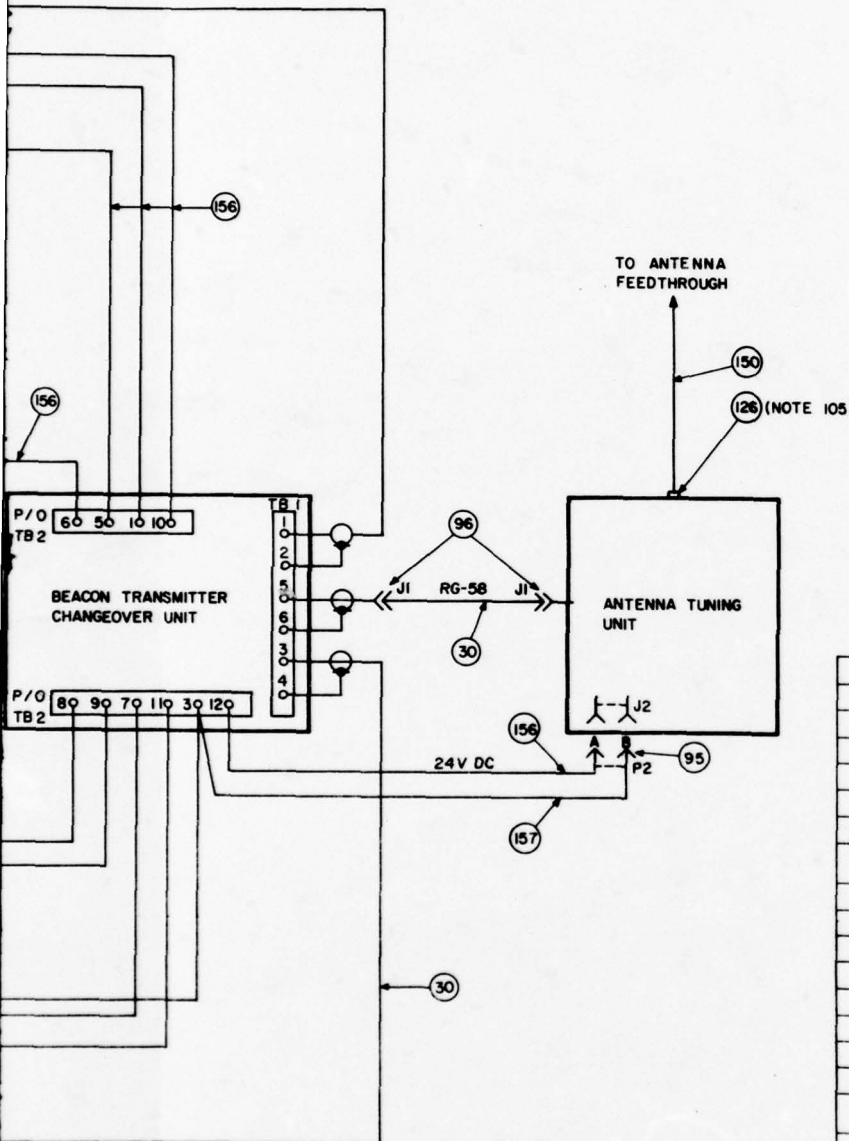 156
TO ANTENNA
FEEDTHROUGH
150
126 (NOTE 105
156
P/O
TB2
6 5 1 10
TB 1
1
2
5
6
3
4
BEACON TRANSMITTER
CHANGEOVER UNIT
96
J1 RG-58 J1
30
ANTENNA TUNING
UNIT
P/O
TB2
8 9 7 11 3 12
J2
A B
P2
95
156
24V DC
157
30